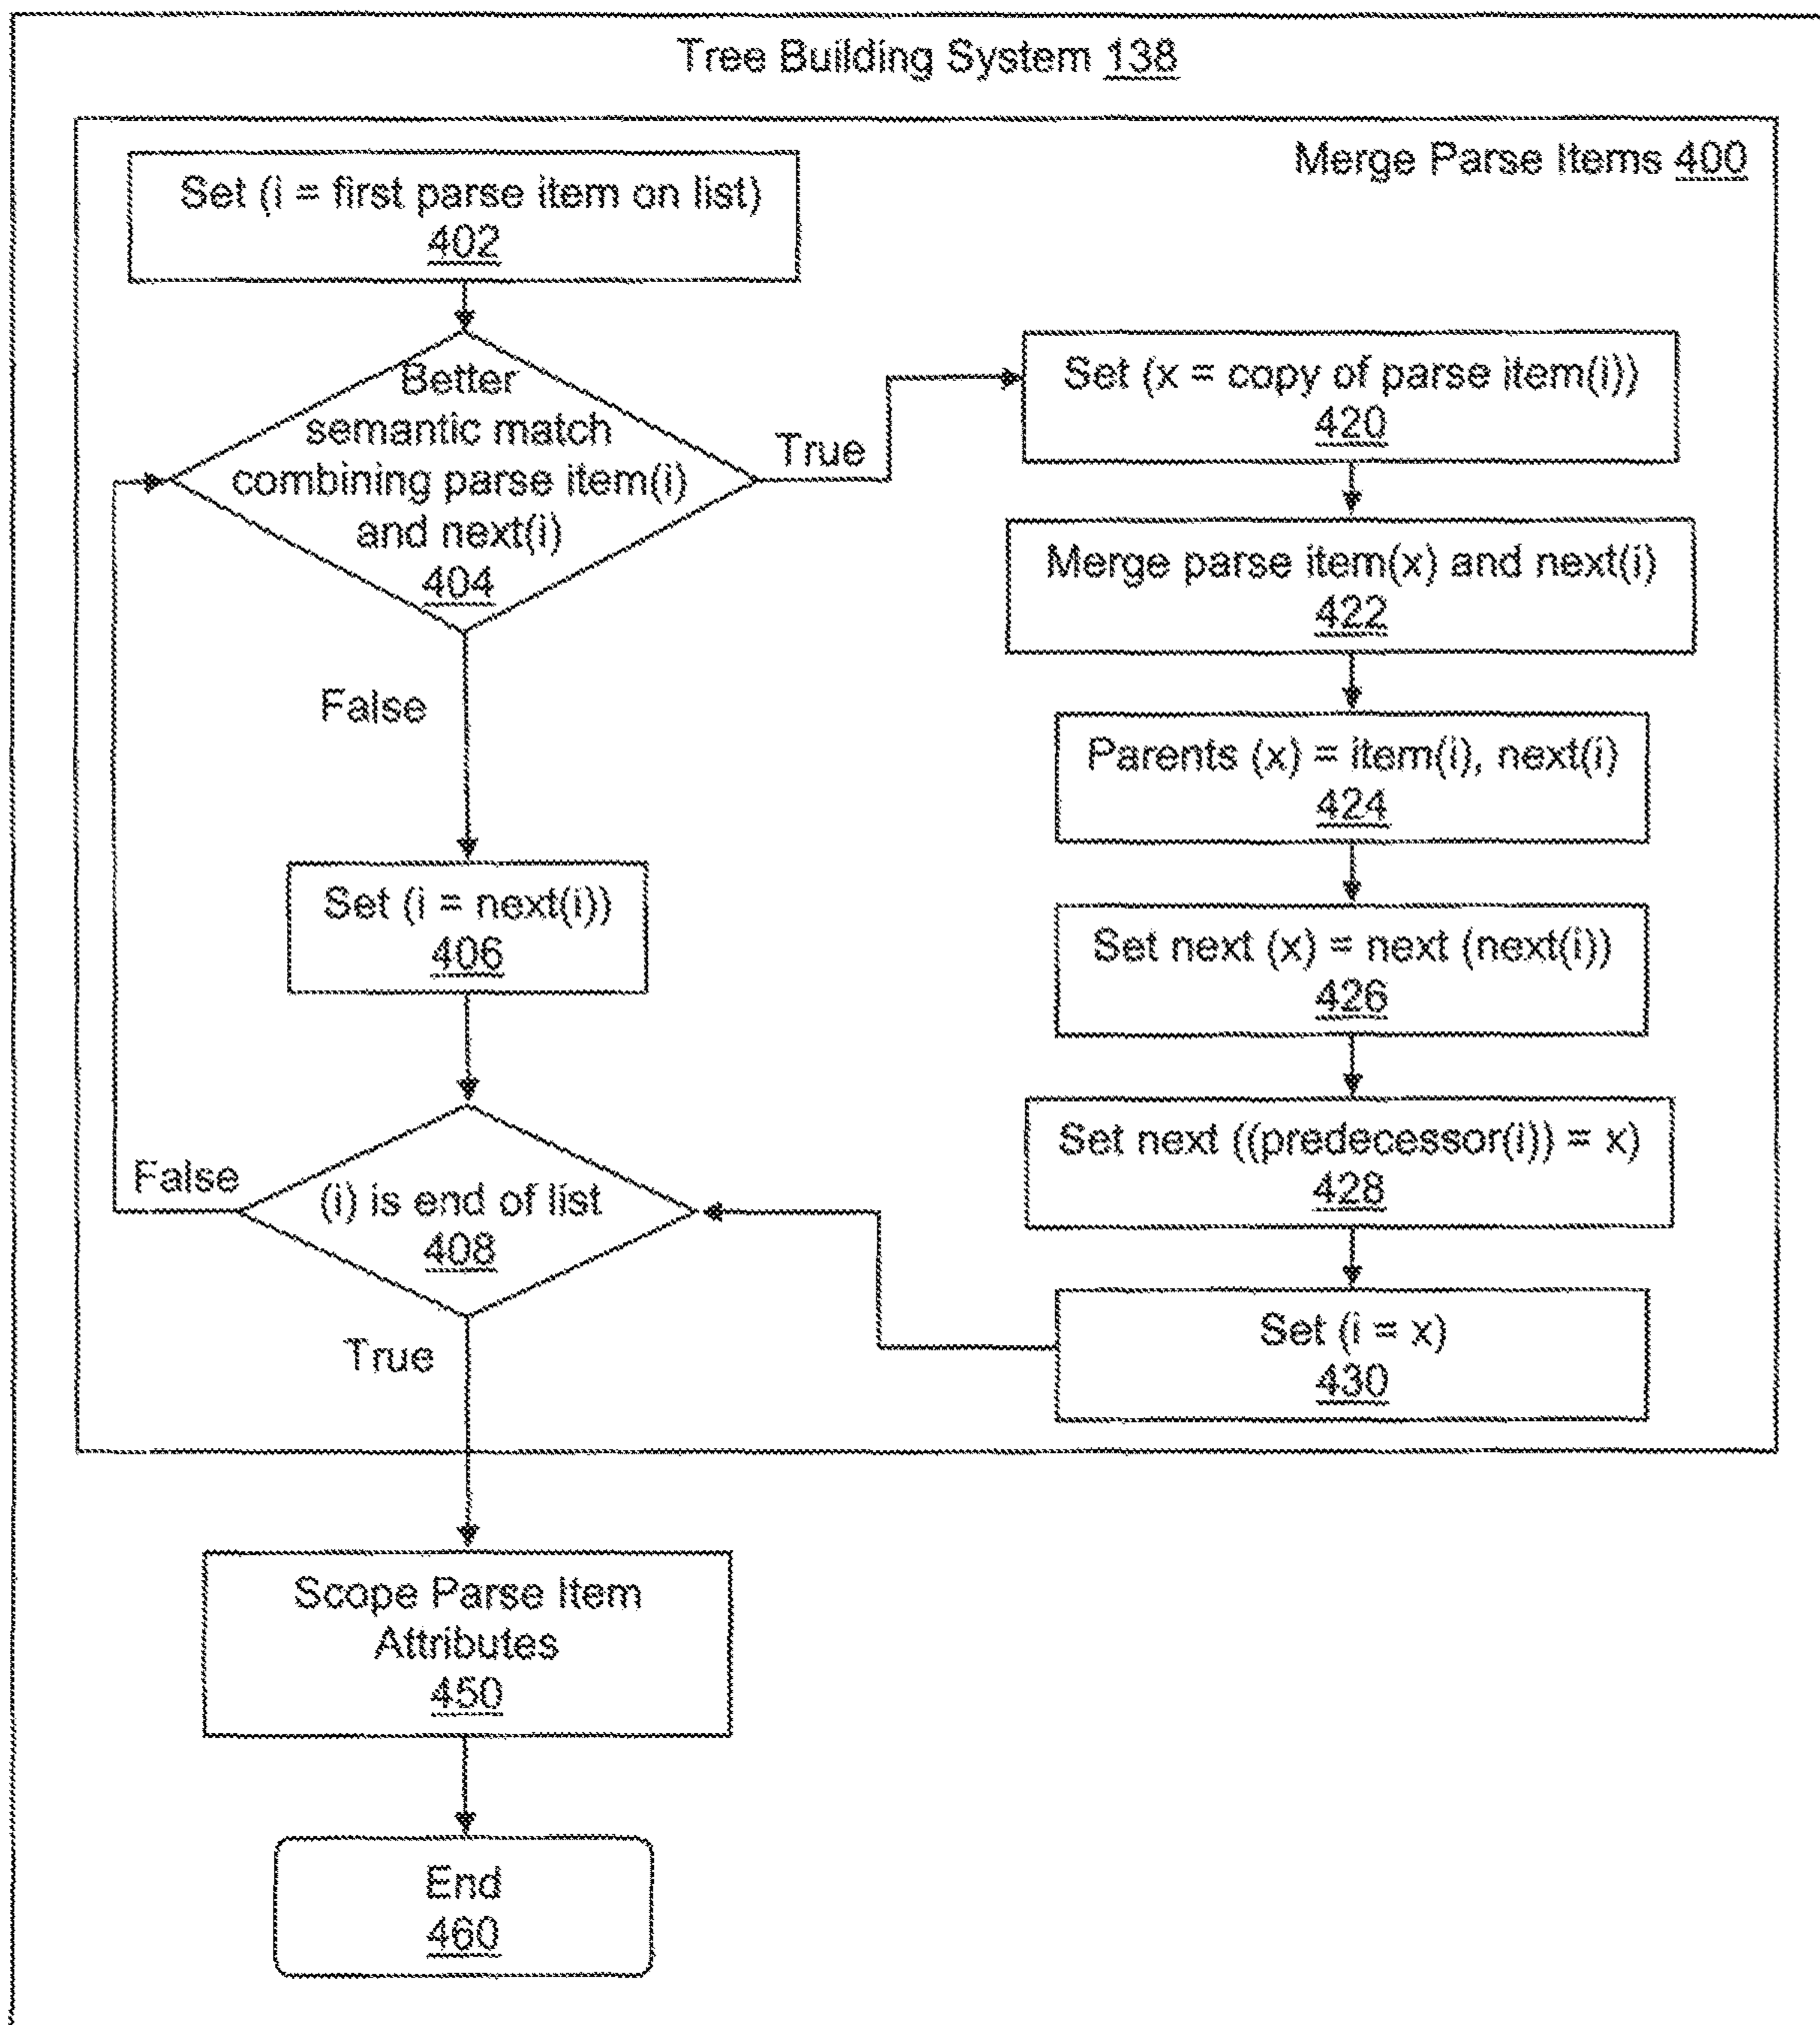 Tree Building System 138
Merge Parse Items 400
Set (i = first parse item on list)
402
Better
semantic match
combining parse item(i)
and next(i)
404
True
False
Set (i = next(i))
406
(i) is end of list
408
False
True
Set (x = copy of parse item(i))
420
Merge parse item(x) and next(i)
422
Parents (x) = item(i), next(i)
424
Set next (x) = next (next(i))
426
Set next ((predecessor(i)) = x)
428
Set (i = x)
430
Scope Parse Item
Attributes
450
End
460